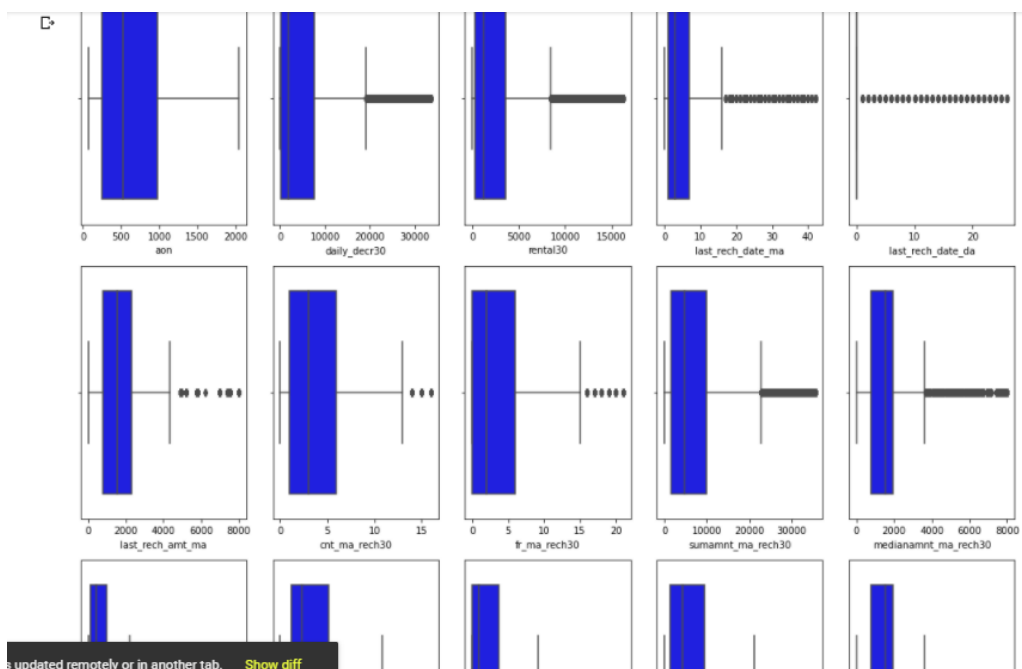 0 500 1000 1500 2000
aon
0 10000 20000 30000
daily_decr30
0 5000 10000 15000
rental30
0 10 20 30 40
last_rech_date_ma
0 10 20
last_rech_date_da
0 2000 4000 6000 8000
last_rech_amt_ma
0 5 10 15
cnt_ma_rech30
0 5 10 15 20
fr_ma_rech30
0 10000 20000 30000
sumamnt_ma_rech30
0 2000 4000 6000 8000
medianamnt_ma_rech30
s updated remotely or in another tab. Show diff